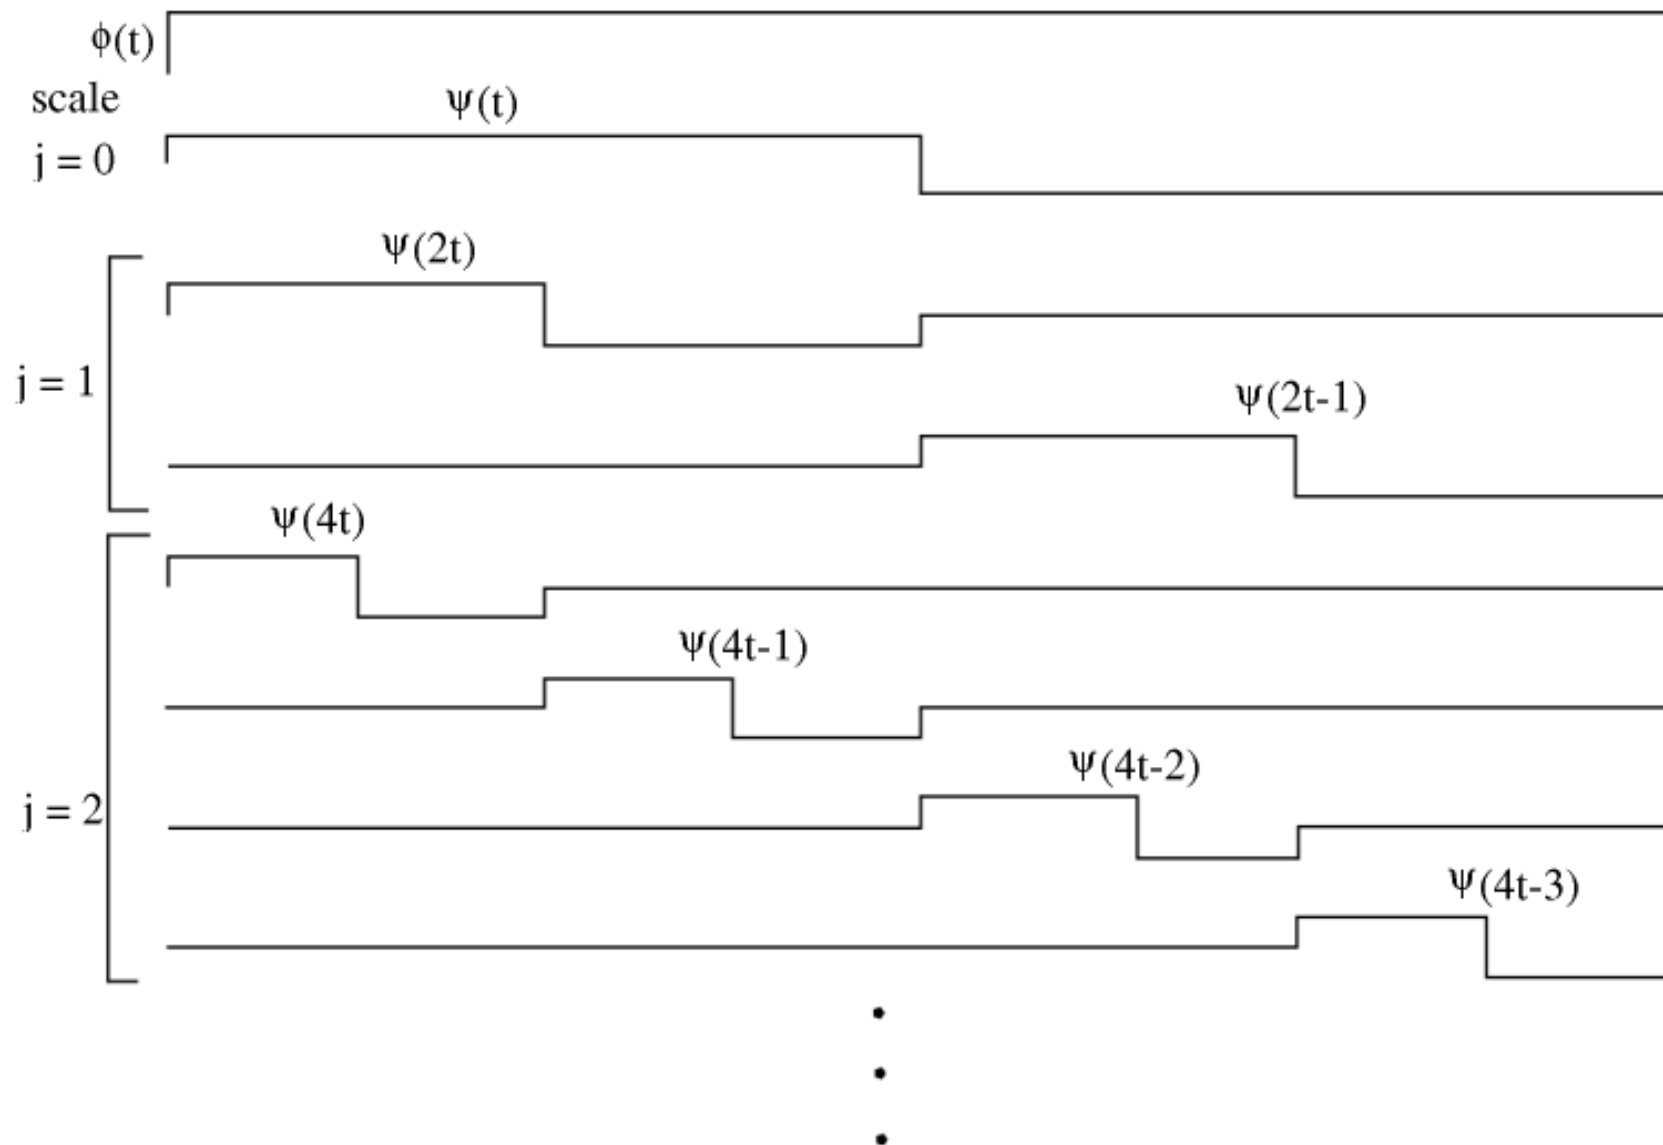 ϕ(t)
scale
ψ(t)
j = 0
ψ(2t)
j = 1
ψ(2t-1)
ψ(4t)
ψ(4t-1)
ψ(4t-2)
j = 2
ψ(4t-3)